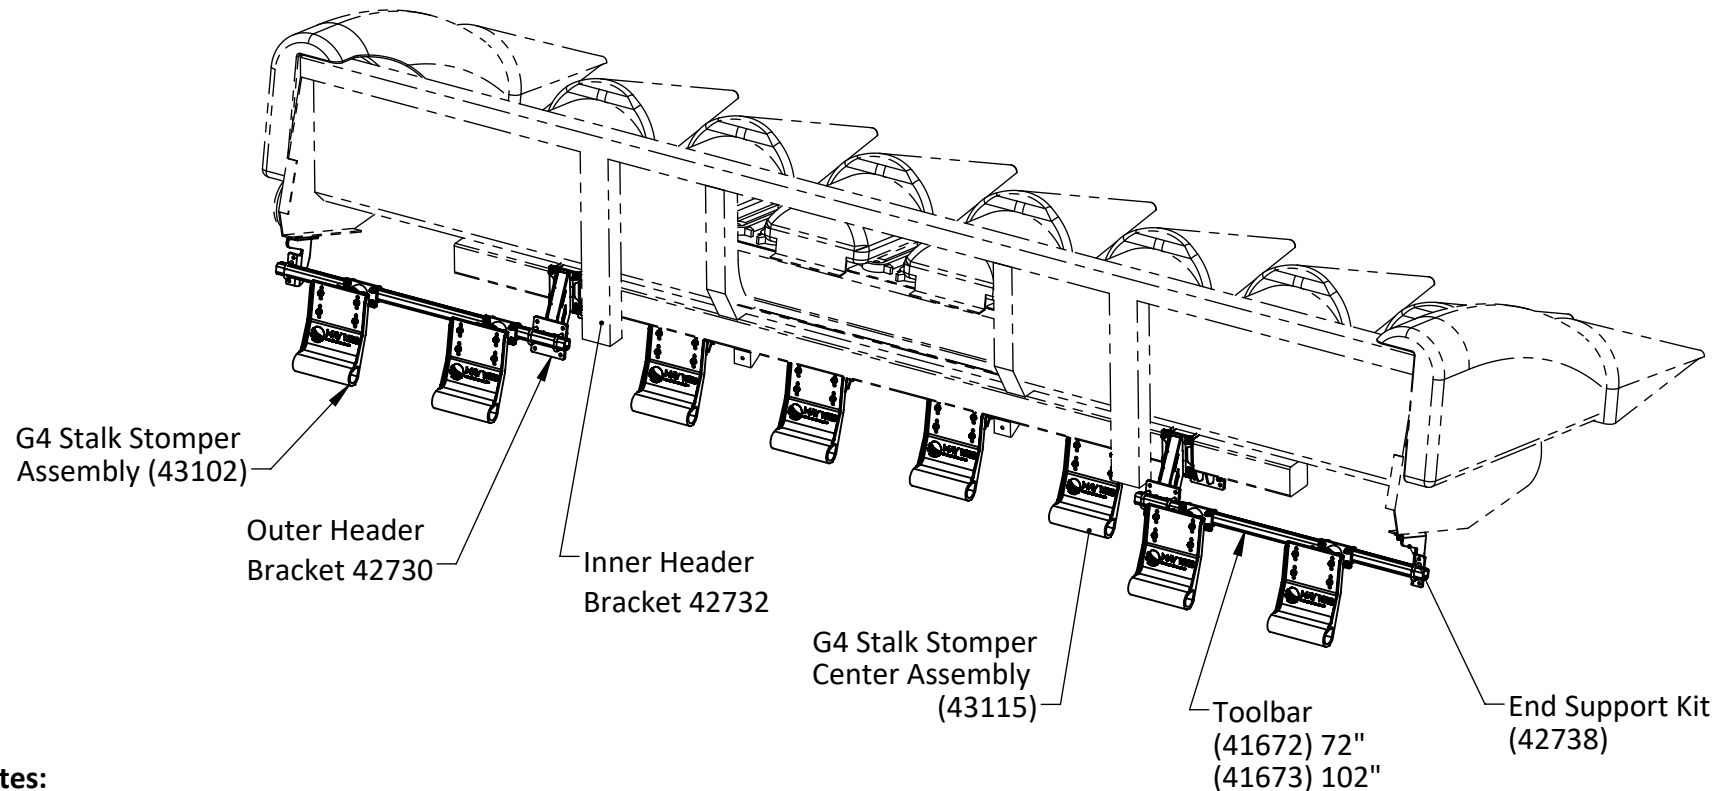 G4 Stalk Stomper
Assembly (43102)
Outer Header
Bracket 42730
Inner Header
Bracket 42732
G4 Stalk Stomper
Center Assembly
(43115)
Toolbar
(41672) 72"
(41673) 102"
End Support Kit
(42738)
tes: